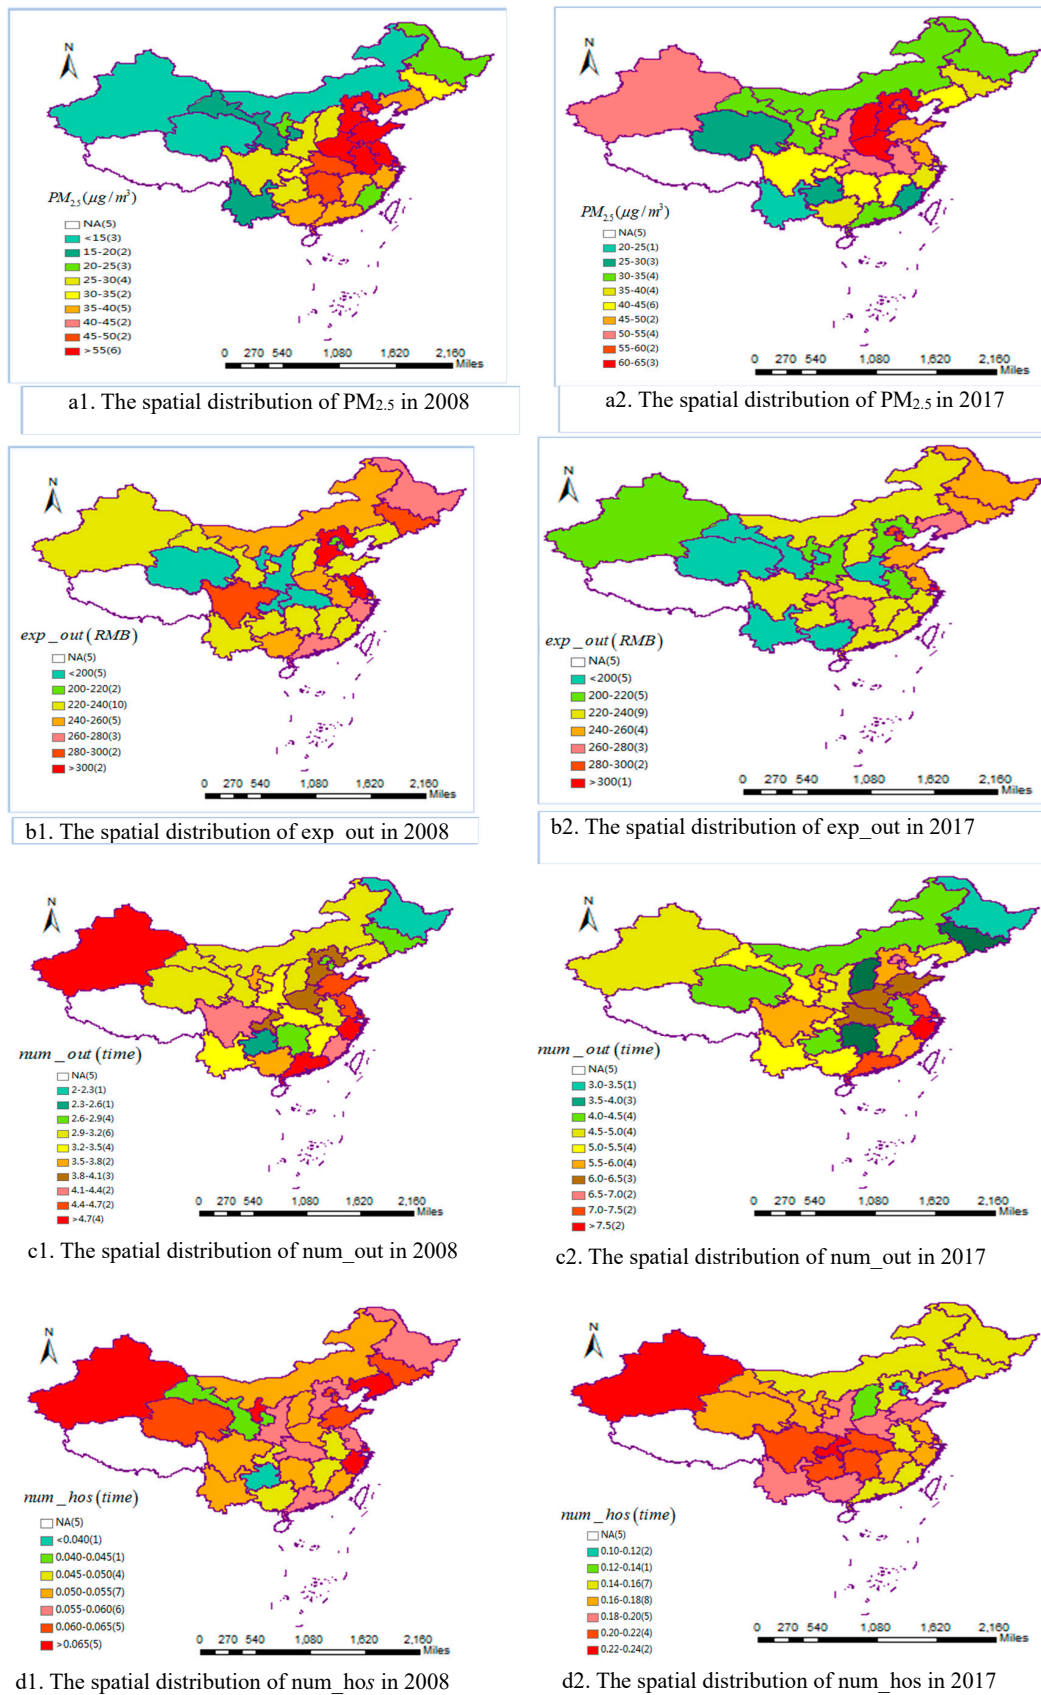 N
PM2.5(μg/m3)
NA(5)
<15(3)
15-20(2)
20-25(3)
25-30(4)
30-35(2)
35-40(5)
40-45(2)
45-50(2)
>55(6)
0 270 540 1,080 1,620 2,160
Miles
a1. The spatial distribution of PM2.5 in 2008
N
PM2.5(μg/m3)
NA(5)
20-25(1)
25-30(3)
30-35(4)
35-40(4)
40-45(6)
45-50(2)
50-55(4)
55-60(2)
60-65(3)
0 270 540 1,080 1,620 2,160
Miles
a2. The spatial distribution of PM2.5 in 2017
N
exp_out(RMB)
NA(5)
<200(5)
200-220(2)
220-240(10)
240-260(5)
260-280(3)
280-300(2)
>300(2)
0 270 540 1,080 1,620 2,160
Miles
b1. The spatial distribution of exp_out in 2008
N
exp_out(RMB)
NA(5)
<200(5)
200-220(5)
220-240(9)
240-260(4)
260-280(3)
280-300(2)
>300(1)
0 270 540 1,080 1,620 2,160
Miles
b2. The spatial distribution of exp_out in 2017
N
num_out(time)
NA(5)
2-2.3(1)
2.3-2.6(1)
2.6-2.9(4)
2.9-3.2(6)
3.2-3.5(4)
3.5-3.8(2)
3.8-4.1(3)
4.1-4.4(2)
4.4-4.7(2)
>4.7(4)
0 270 540 1,080 1,620 2,160
Miles
c1. The spatial distribution of num_out in 2008
N
num_out(time)
NA(5)
3.0-3.5(1)
3.5-4.0(3)
4.0-4.5(4)
4.5-5.0(4)
5.0-5.5(4)
5.5-6.0(4)
6.0-6.5(3)
6.5-7.0(2)
7.0-7.5(2)
>7.5(2)
0 270 540 1,080 1,620 2,160
Miles
c2. The spatial distribution of num_out in 2017
N
num_hos(time)
NA(5)
<0.040(1)
0.040-0.045(1)
0.045-0.050(4)
0.050-0.055(7)
0.055-0.060(6)
0.060-0.065(5)
>0.065(5)
0 270 540 1,080 1,620 2,160
Miles
d1. The spatial distribution of num_hos in 2008
N
num_hos(time)
NA(5)
0.10-0.12(2)
0.12-0.14(1)
0.14-0.16(7)
0.16-0.18(8)
0.18-0.20(5)
0.20-0.22(4)
0.22-0.24(2)
0 270 540 1,080 1,620 2,160
Miles
d2. The spatial distribution of num_hos in 2017